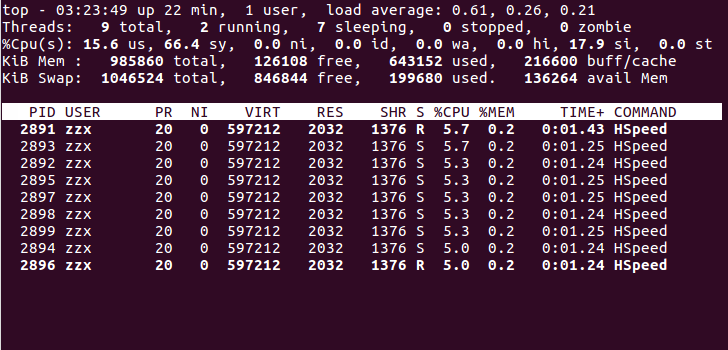 top - 03:23:49 up 22 min,  1 user,  load average: 0.61, 0.26, 0.21
Threads:   9 total,   2 running,   7 sleeping,   0 stopped,   0 zombie
%Cpu(s): 15.6 us, 66.4 sy,  0.0 ni,  0.0 id,  0.0 wa,  0.0 hi, 17.9 si,  0.0 st
KiB Mem :   985860 total,   126108 free,   643152 used,   216600 buff/cache
KiB Swap:  1046524 total,   846844 free,   199680 used.   136264 avail Mem
PID USER      PR  NI    VIRT    RES    SHR S %CPU %MEM     TIME+ COMMAND
2891 zzx       20   0  597212   2032   1376 R  5.7  0.2   0:01.43 HSpeed
2893 zzx       20   0  597212   2032   1376 S  5.7  0.2   0:01.25 HSpeed
2892 zzx       20   0  597212   2032   1376 S  5.3  0.2   0:01.24 HSpeed
2895 zzx       20   0  597212   2032   1376 S  5.3  0.2   0:01.25 HSpeed
2897 zzx       20   0  597212   2032   1376 S  5.3  0.2   0:01.25 HSpeed
2898 zzx       20   0  597212   2032   1376 S  5.3  0.2   0:01.24 HSpeed
2899 zzx       20   0  597212   2032   1376 S  5.3  0.2   0:01.25 HSpeed
2894 zzx       20   0  597212   2032   1376 S  5.0  0.2   0:01.24 HSpeed
2896 zzx       20   0  597212   2032   1376 R  5.0  0.2   0:01.24 HSpeed